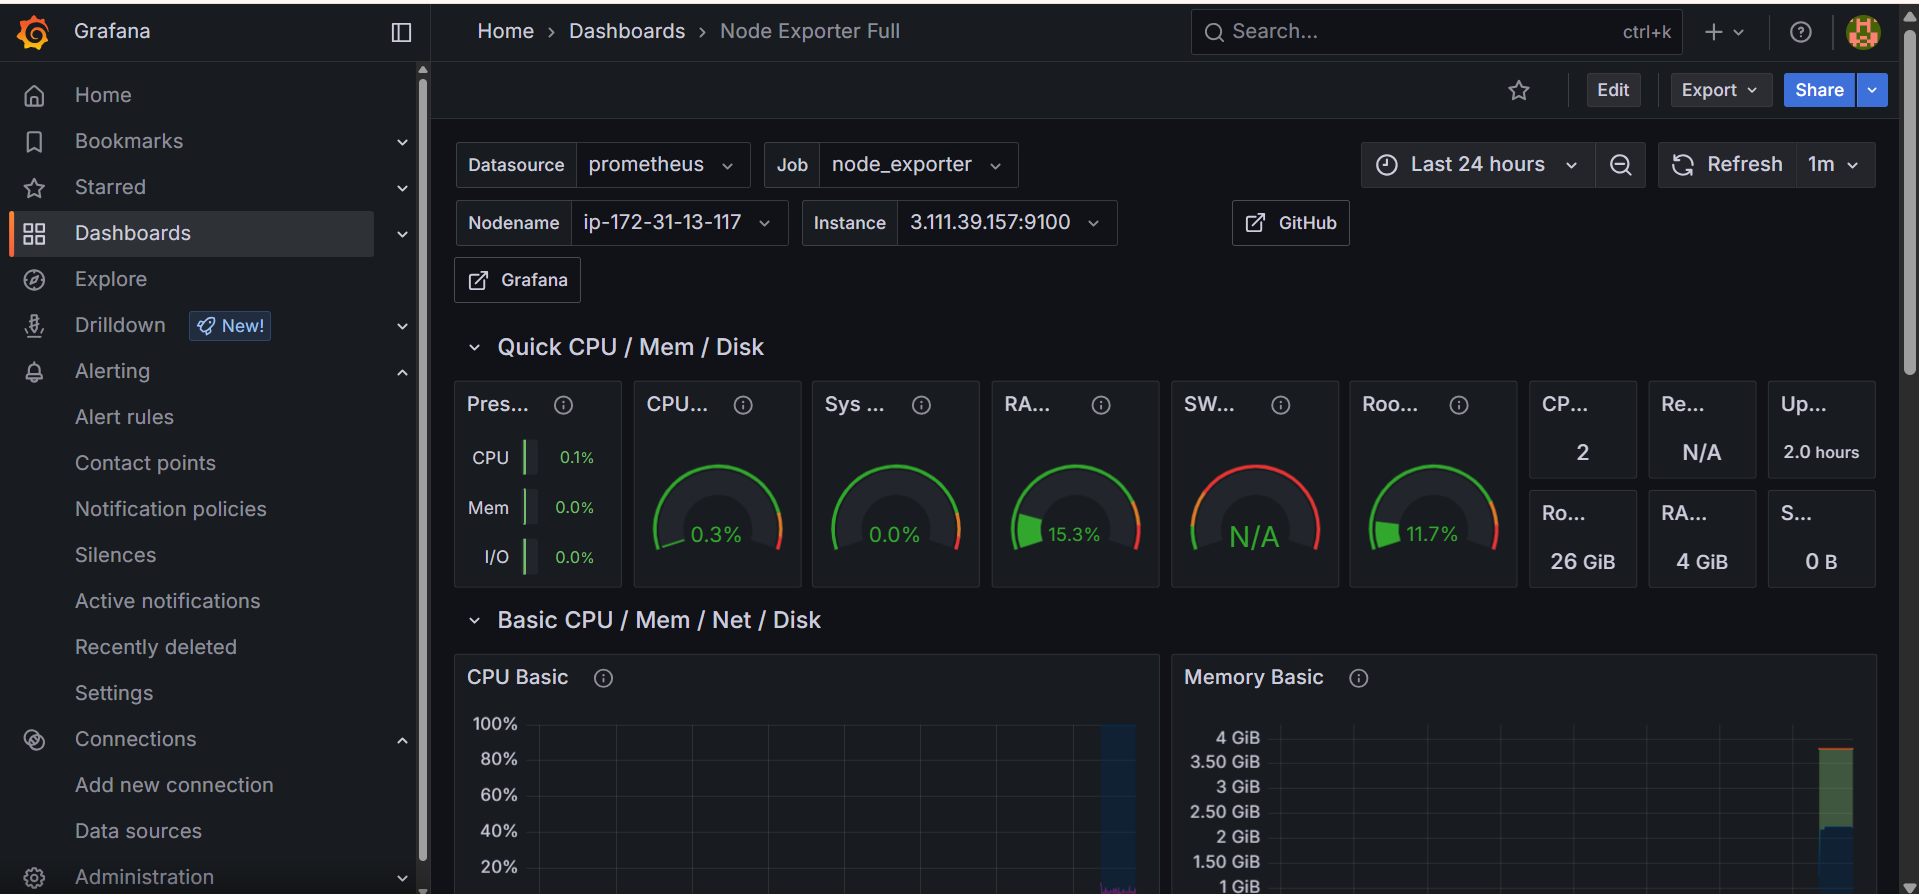 Grafana
Home › Dashboards › Node Exporter Full
Search... ctrl+k
Home
Bookmarks
Starred
Dashboards
Explore
Drilldown New!
Alerting
Alert rules
Contact points
Notification policies
Silences
Active notifications
Recently deleted
Settings
Connections
Add new connection
Data sources
Administration
Edit Export Share
Datasource prometheus Job node_exporter Last 24 hours Refresh 1m
Nodename ip-172-31-13-117 Instance 3.111.39.157:9100 GitHub
Grafana
Quick CPU / Mem / Disk
Pres...
CPU 0.1%
Mem 0.0%
I/O 0.0%
CPU...
0.3%
Sys ...
0.0%
RA...
15.3%
SW...
N/A
Roo...
11.7%
CP...
2
Re...
N/A
Up...
2.0 hours
Ro...
26 GiB
RA...
4 GiB
S...
0 B
Basic CPU / Mem / Net / Disk
CPU Basic
100%
80%
60%
40%
20%
Memory Basic
4 GiB
3.50 GiB
3 GiB
2.50 GiB
2 GiB
1.50 GiB
1 GiB